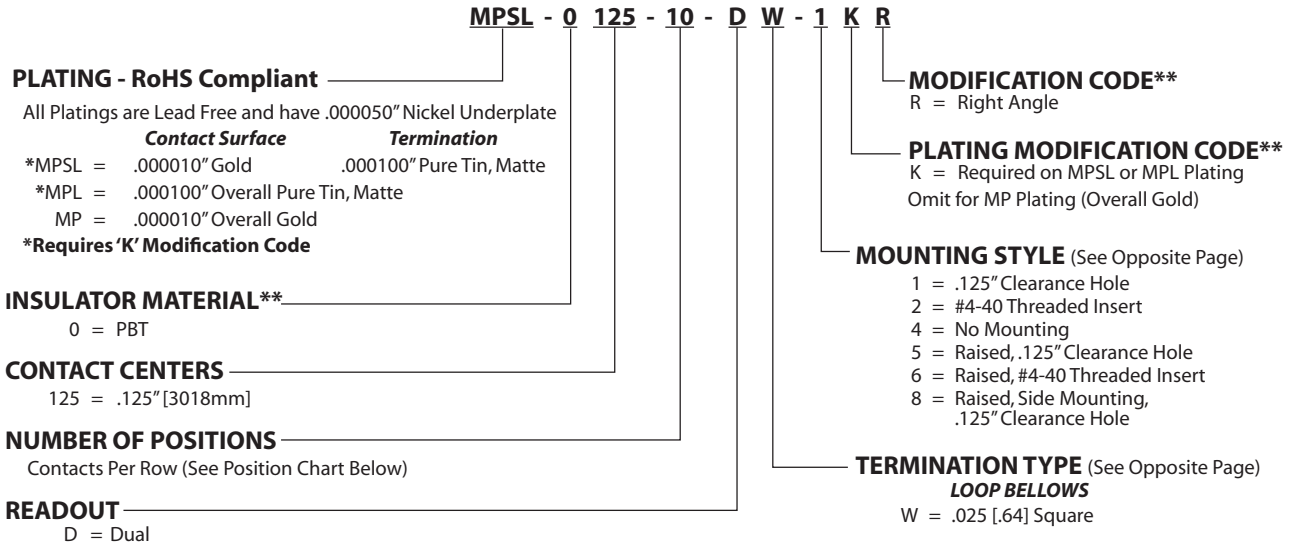 MPSL - 0 125 - 10 - D W - 1 K R
PLATING - RoHS Compliant
All Platings are Lead Free and have .000050" Nickel Underplate
Contact Surface Termination
*MPSL = .000010" Gold .000100" Pure Tin, Matte
*MPL = .000100" Overall Pure Tin, Matte
MP = .000010" Overall Gold
*Requires 'K' Modification Code
INSULATOR MATERIAL**
0 = PBT
CONTACT CENTERS
125 = .125" [3018mm]
NUMBER OF POSITIONS
Contacts Per Row (See Position Chart Below)
READOUT
D = Dual
MODIFICATION CODE**
R = Right Angle
PLATING MODIFICATION CODE**
K = Required on MPSL or MPL Plating
Omit for MP Plating (Overall Gold)
MOUNTING STYLE (See Opposite Page)
1 = .125" Clearance Hole
2 = #4-40 Threaded Insert
4 = No Mounting
5 = Raised, .125" Clearance Hole
6 = Raised, #4-40 Threaded Insert
8 = Raised, Side Mounting,
.125" Clearance Hole
TERMINATION TYPE (See Opposite Page)
LOOP BELLOWS
W = .025 [.64] Square